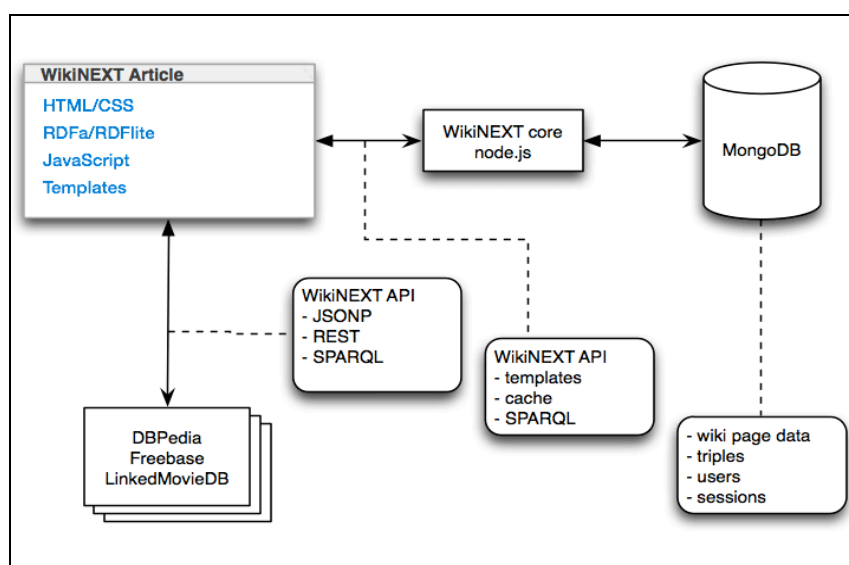 WikiNEXT Article
HTML/CSS
RDFa/RDFlite
JavaScript
Templates
WikiNEXT core
node.js
MongoDB
WikiNEXT API
- JSONP
- REST
- SPARQL
WikiNEXT API
- templates
- cache
- SPARQL
DBPedia
Freebase
LinkedMovieDB
- wiki page data
- triples
- users
- sessions